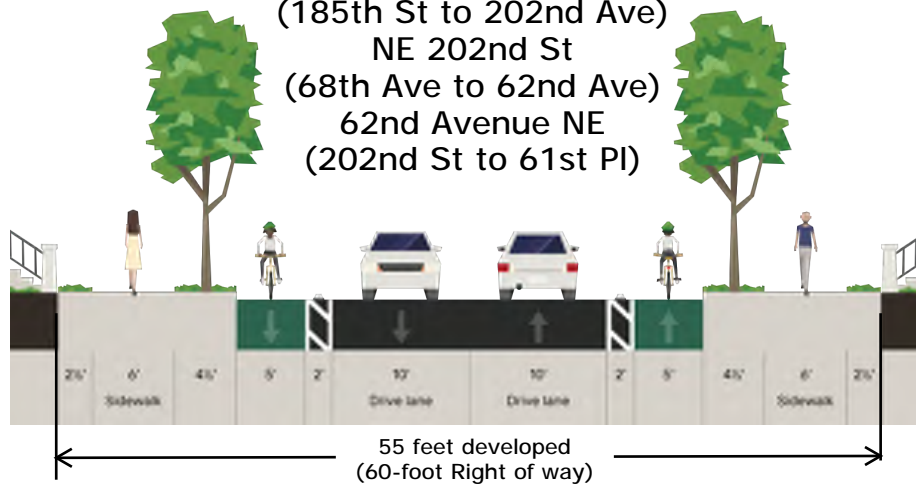 (185th St to 202nd Ave)
NE 202nd St
(68th Ave to 62nd Ave)
62nd Avenue NE
(202nd St to 61st Pl)
2½' 6' 4½' 5' 2' 10' 10' 2' 5' 4½' 6' 2½'
Sidewalk Drive lane Drive lane Sidewalk
55 feet developed
(60-foot Right of way)